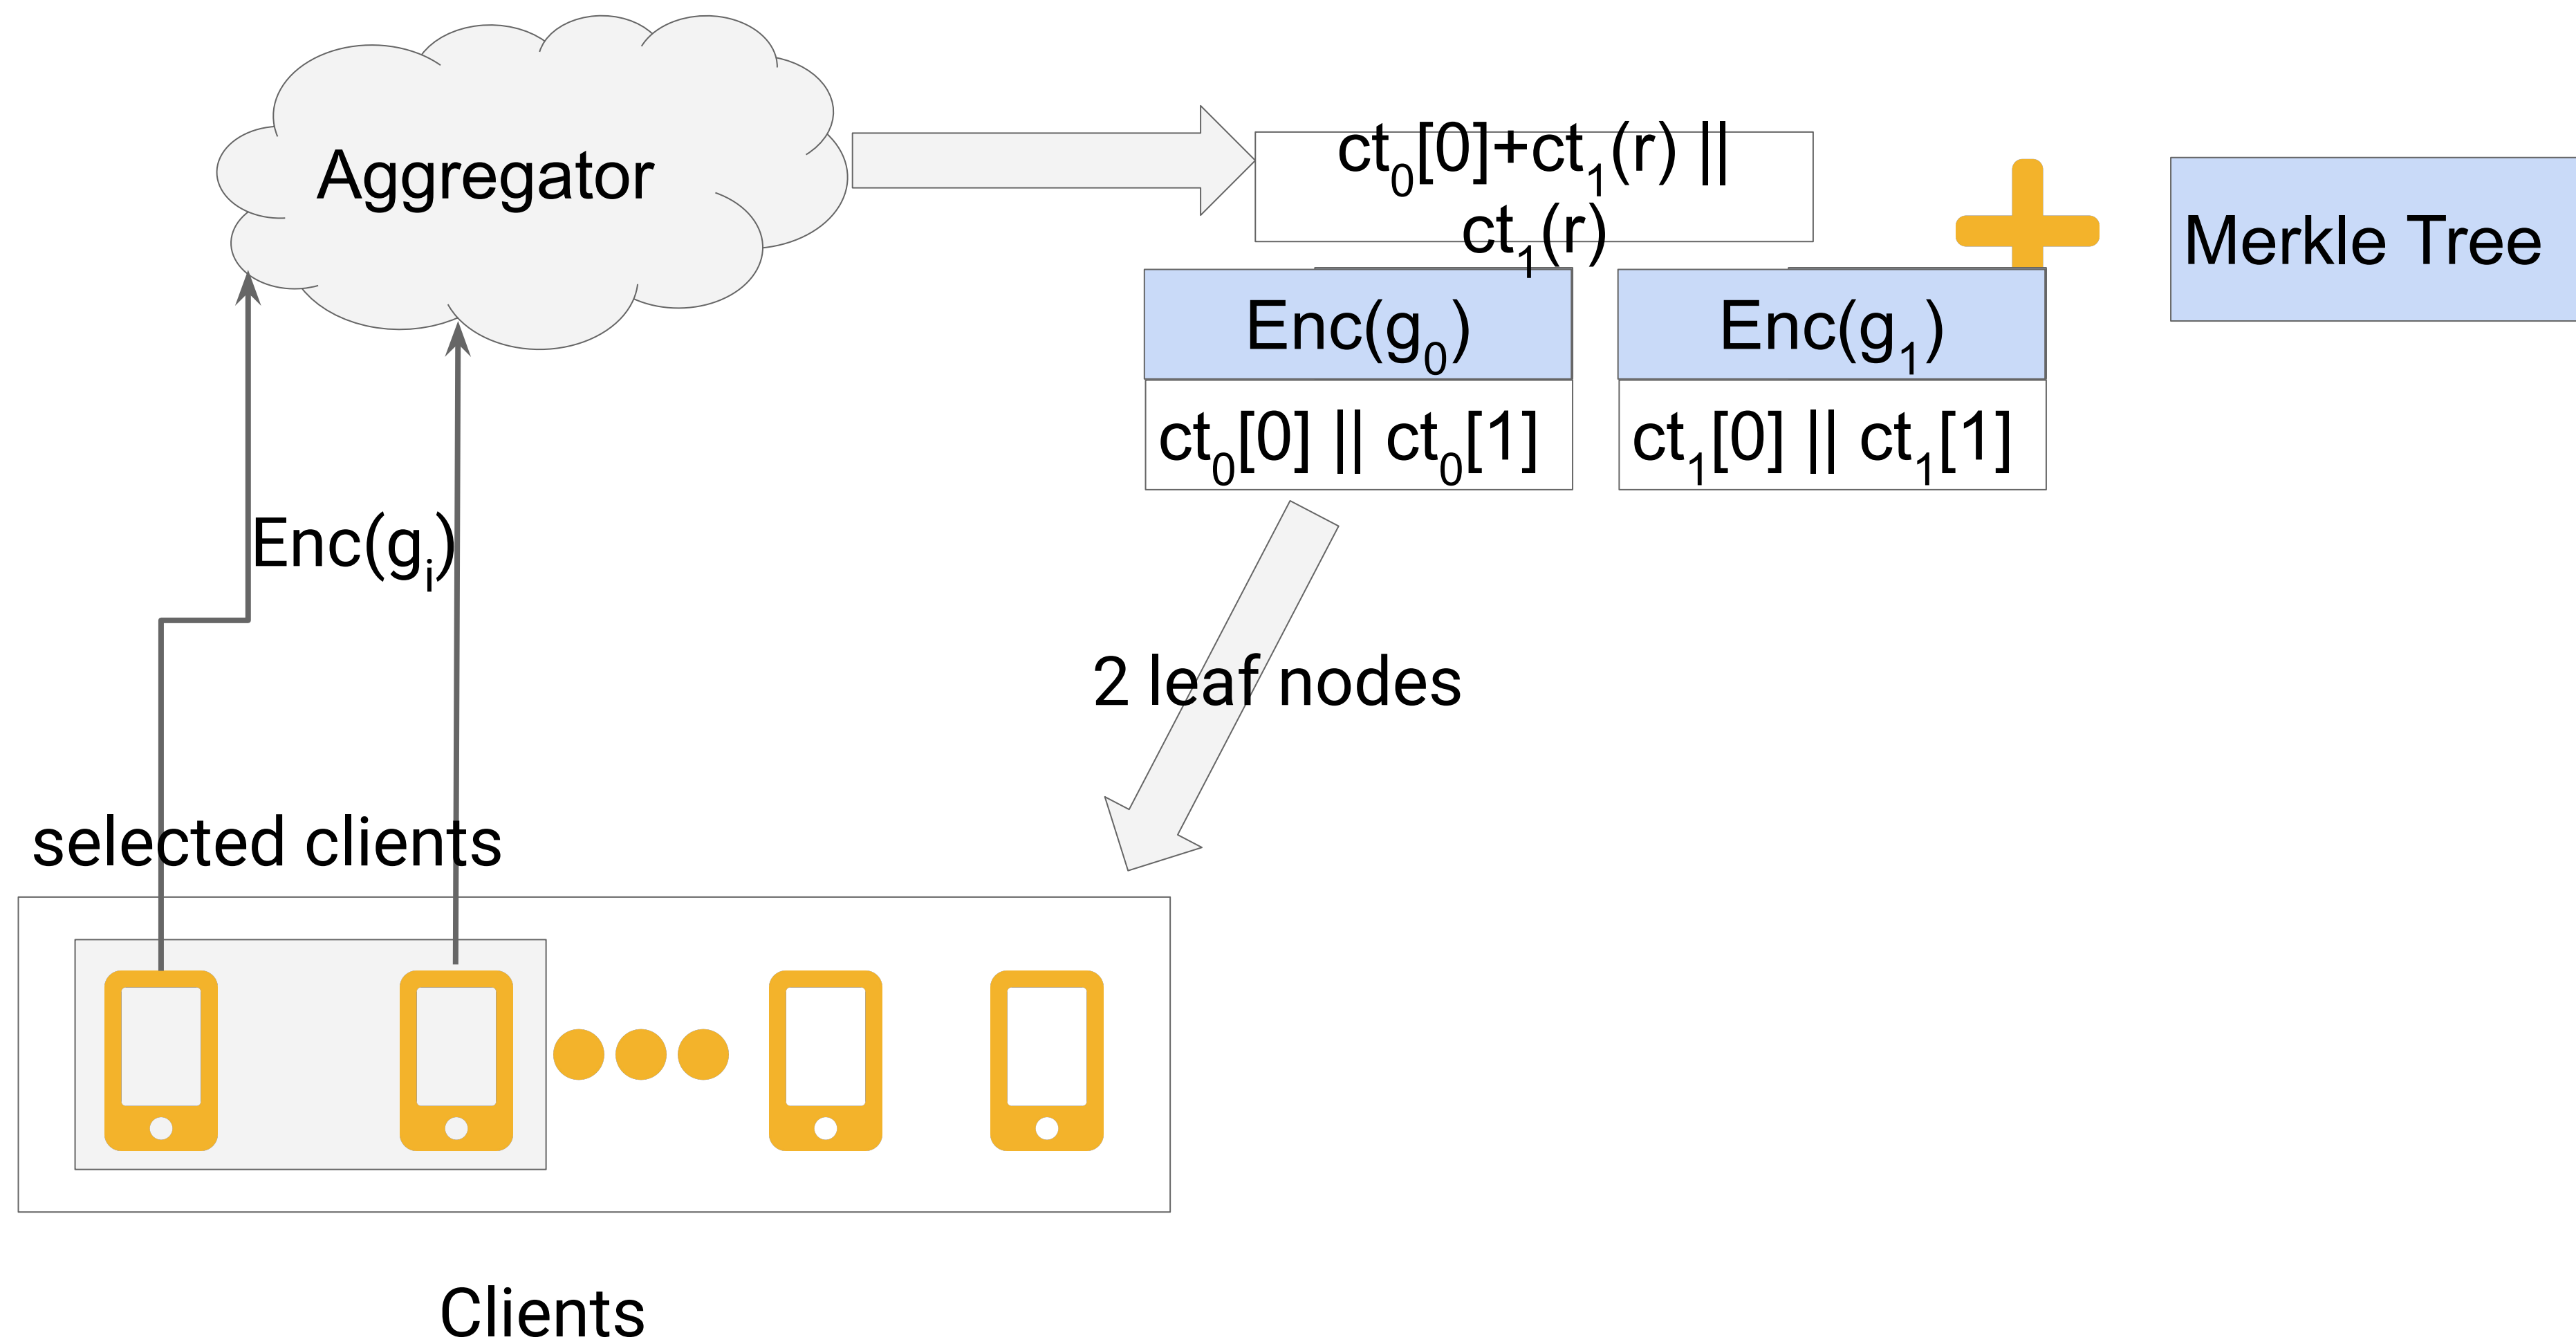 Aggregator
ct0[0]+ct1(r) ||
ct1(r)
Merkle Tree
Enc(g0)
Enc(g1)
ct0[0] || ct0[1]
ct1[0] || ct1[1]
Enc(gi)
2 leaf nodes
selected clients
Clients